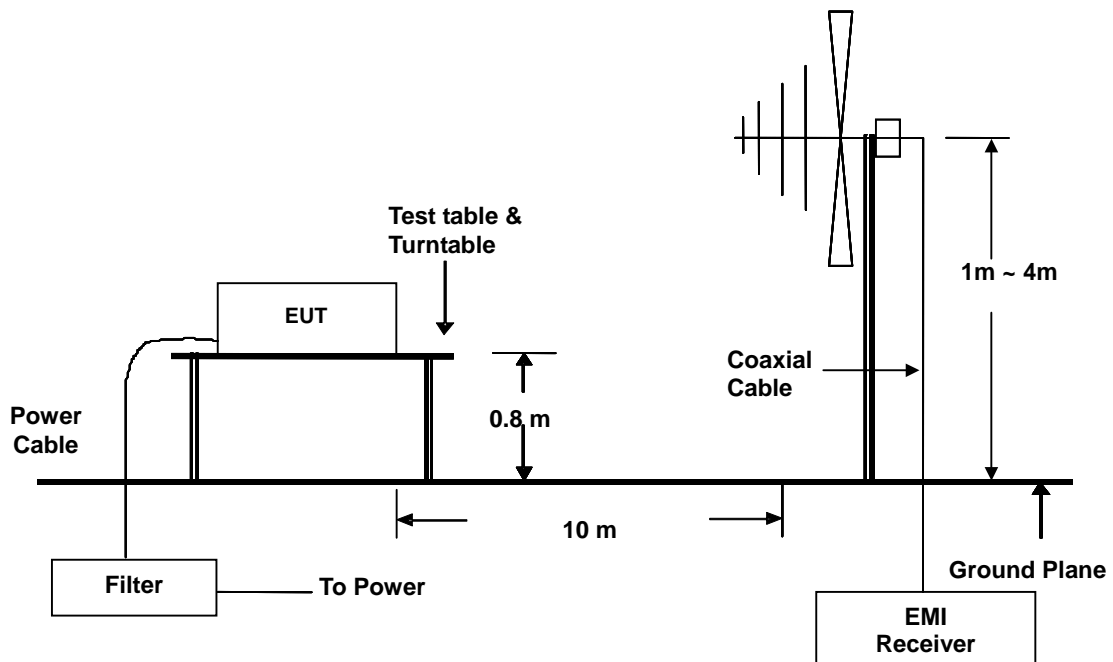 Test table &
Turntable
EUT
1m ~ 4m
Coaxial
Cable
0.8 m
Power
Cable
10 m
Ground Plane
Filter
To Power
EMI
Receiver